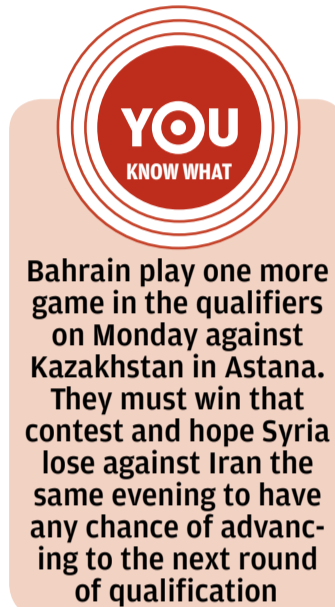 YOU
KNOW WHAT
Bahrain play one more
game in the qualifiers
on Monday against
Kazakhstan in Astana.
They must win that
contest and hope Syria
lose against Iran the
same evening to have
any chance of advanc-
ing to the next round
of qualification